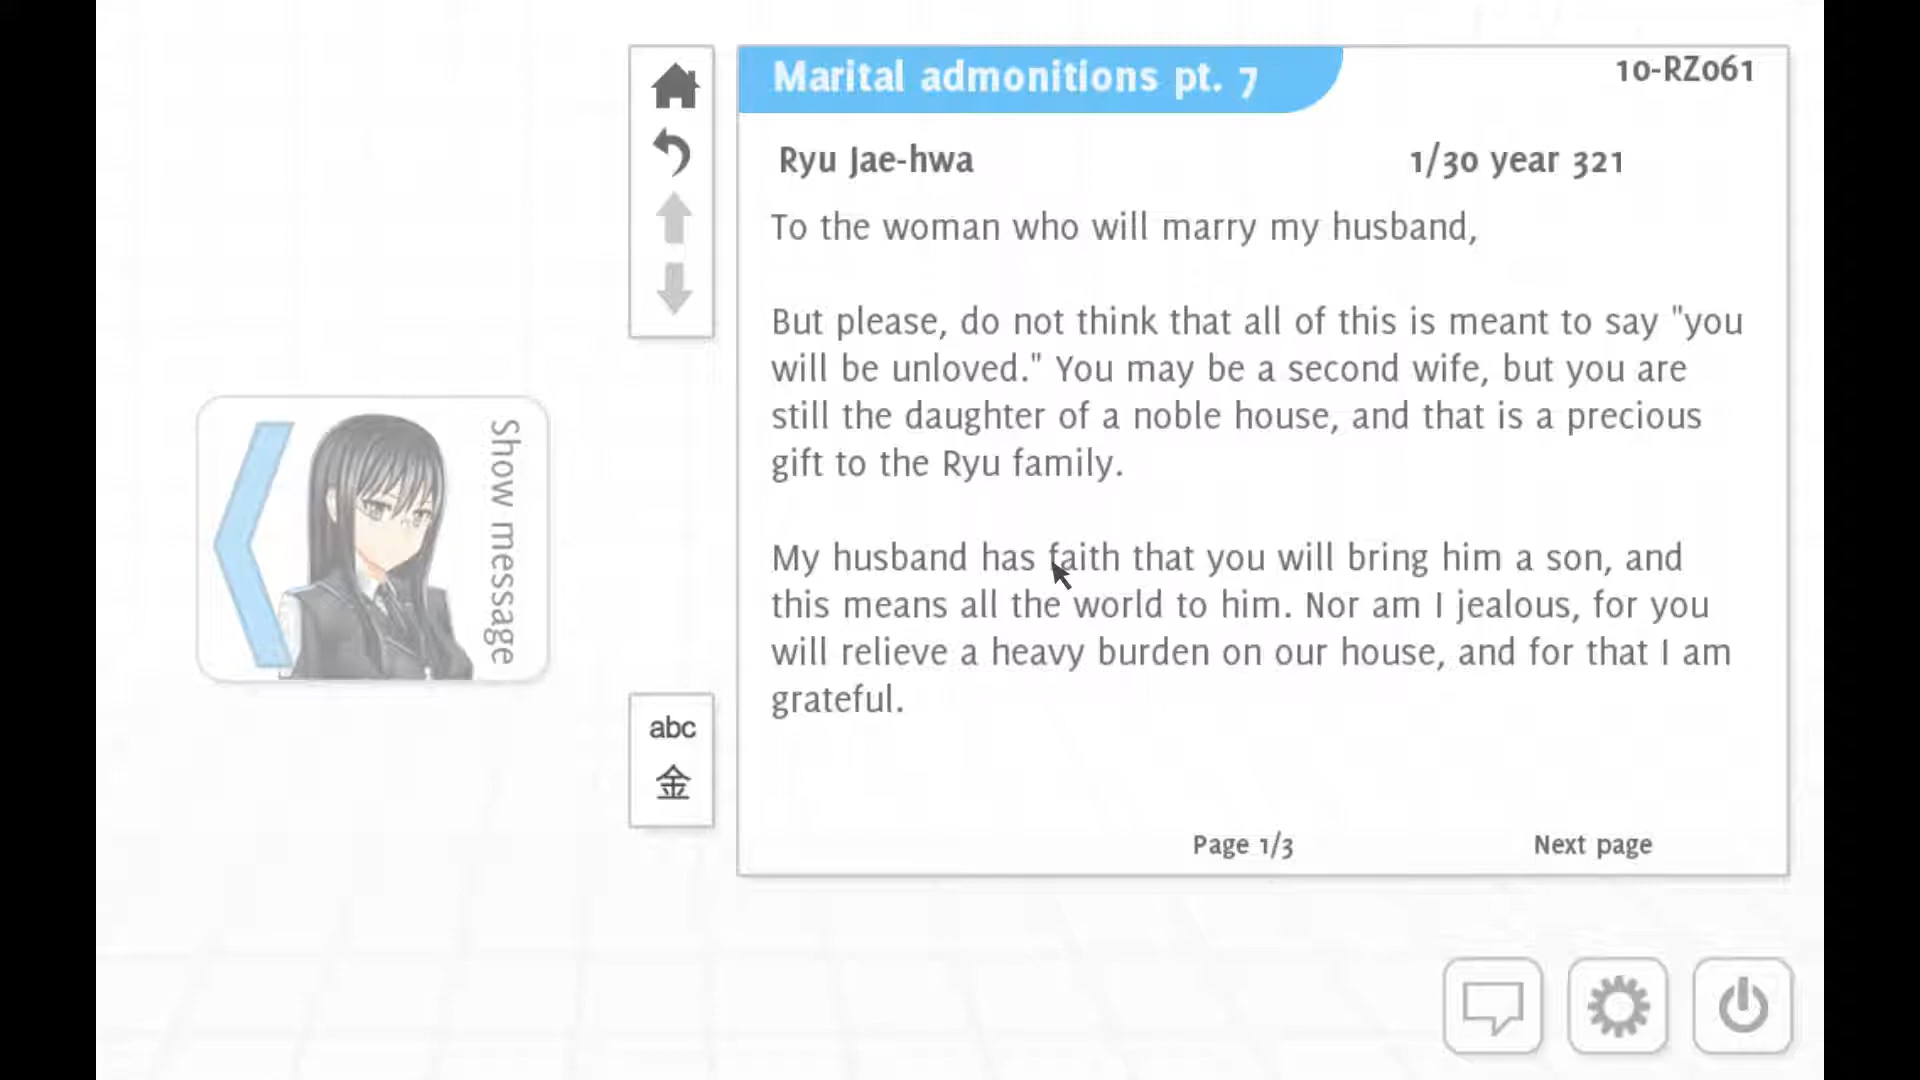 Marital admonitions pt. 7
10-RZ061
Ryu Jae-hwa
1/30 year 321
To the woman who will marry my husband,
But please, do not think that all of this is meant to say "you
will be unloved." You may be a second wife, but you are
still the daughter of a noble house, and that is a precious
gift to the Ryu family.
My husband has faith that you will bring him a son, and
this means all the world to him. Nor am I jealous, for you
will relieve a heavy burden on our house, and for that I am
grateful.
Page 1/3
Next page
Show message
abc
金